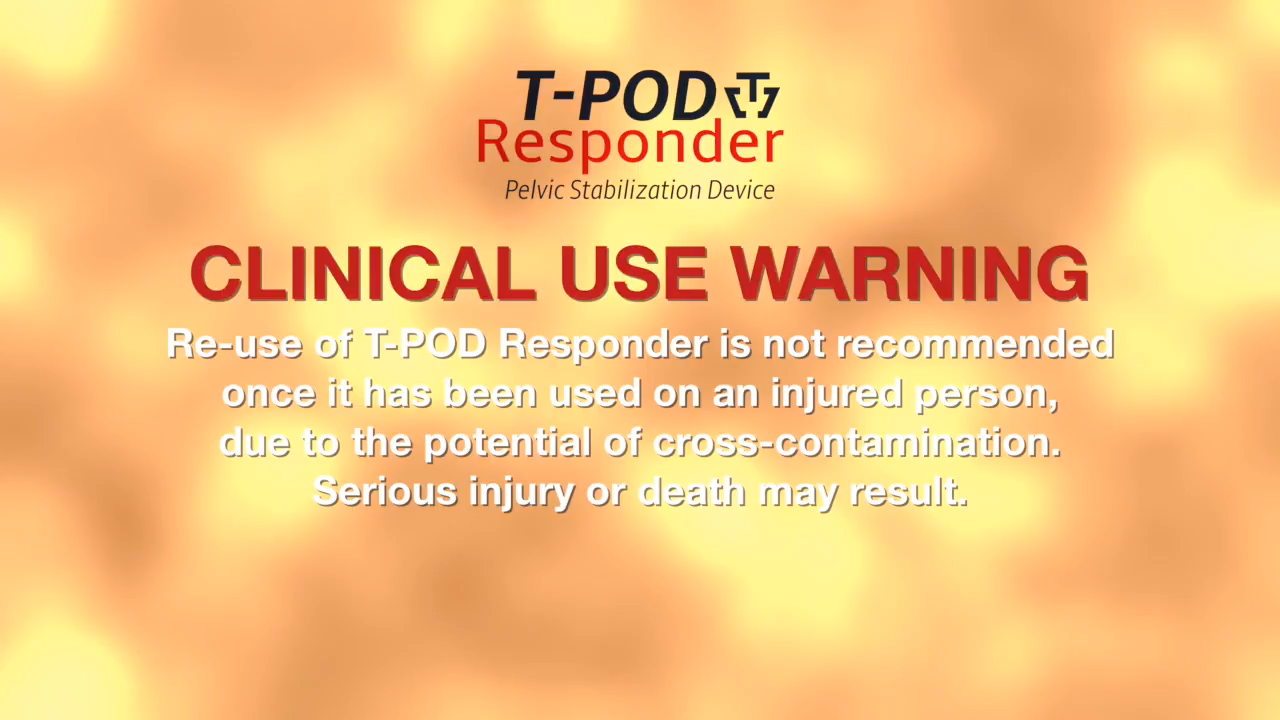 T-POD
Responder
Pelvic Stabilization Device
CLINICAL USE WARNING
Re-use of T-POD Responder is not recommended
once it has been used on an injured person,
due to the potential of cross-contamination.
Serious injury or death may result.